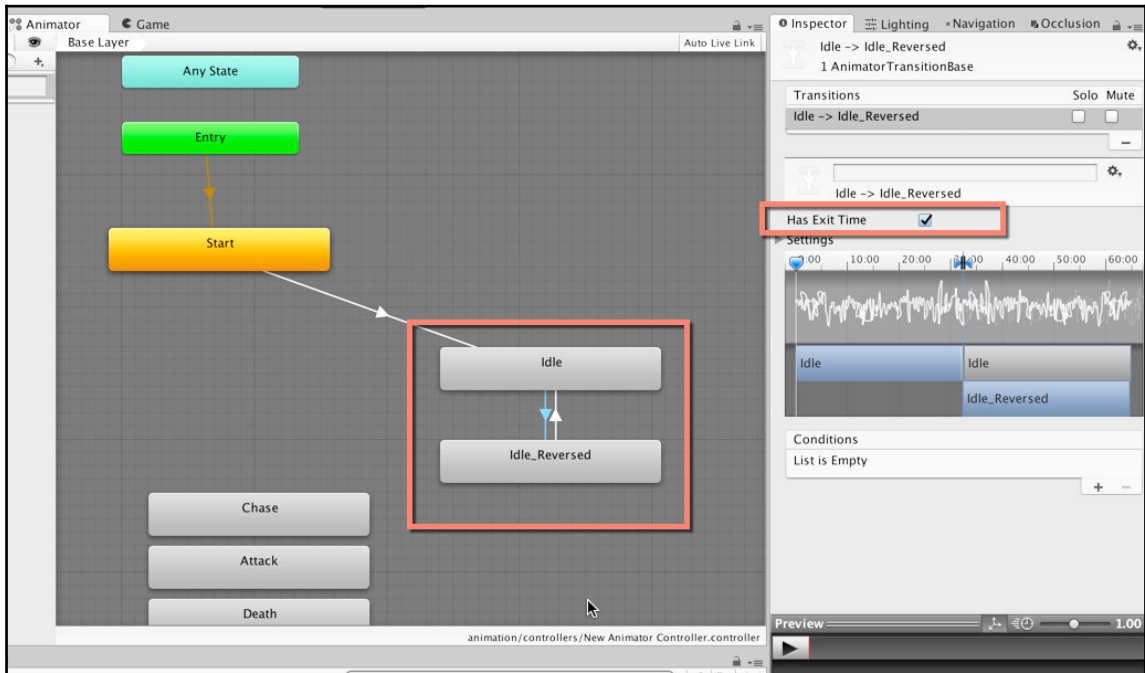 Animator
Game
Base Layer
Auto Live Link
Any State
Entry
Start
Idle
Idle_Reversed
Chase
Attack
Death
animation/controllers/New Animator Controller.controller
Inspector
Lighting
Navigation
Occlusion
Idle -> Idle_Reversed
1 AnimatorTransitionBase
Transitions Solo Mute
Idle -> Idle_Reversed
Idle -> Idle_Reversed
Has Exit Time
Settings
10:00 20:00 40:00 50:00 60:00
Idle Idle
Idle_Reversed
Conditions
List is Empty
Preview 1.00